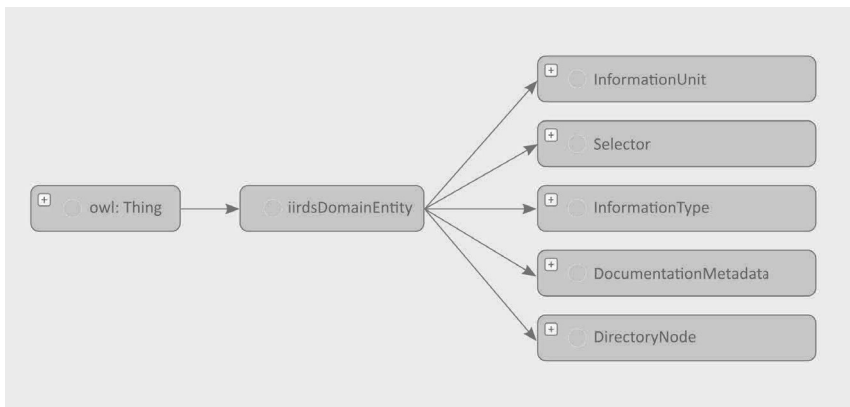 InformationUnit
Selector
owl: Thing
iirdsDomainEntity
InformationType
DocumentationMetadata
DirectoryNode